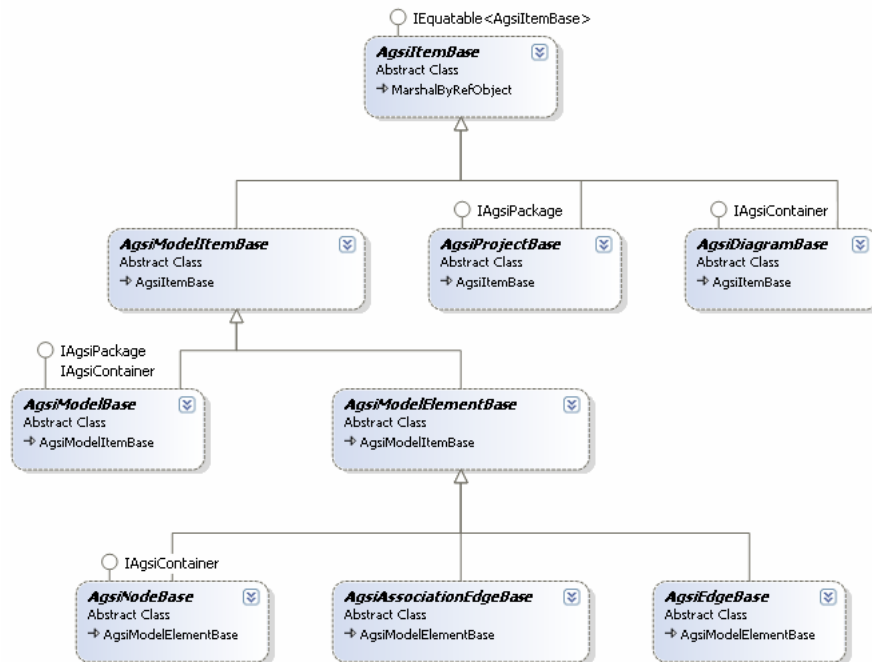 IEquatable<AgsiItemBase>
AgsiItemBase
Abstract Class
MarshalByRefObject
IAgsiPackage
IAgsiContainer
AgsiModelItemBase
Abstract Class
AgsiItemBase
AgsiProjectBase
Abstract Class
AgsiItemBase
AgsiDiagramBase
Abstract Class
AgsiItemBase
IAgsiPackage
IAgsiContainer
AgsiModelBase
Abstract Class
AgsiModelItemBase
AgsiModelElementBase
Abstract Class
AgsiModelItemBase
IAgsiContainer
AgsiNodeBase
Abstract Class
AgsiModelElementBase
AgsiAssociationEdgeBase
Abstract Class
AgsiModelElementBase
AgsiEdgeBase
Abstract Class
AgsiModelElementBase